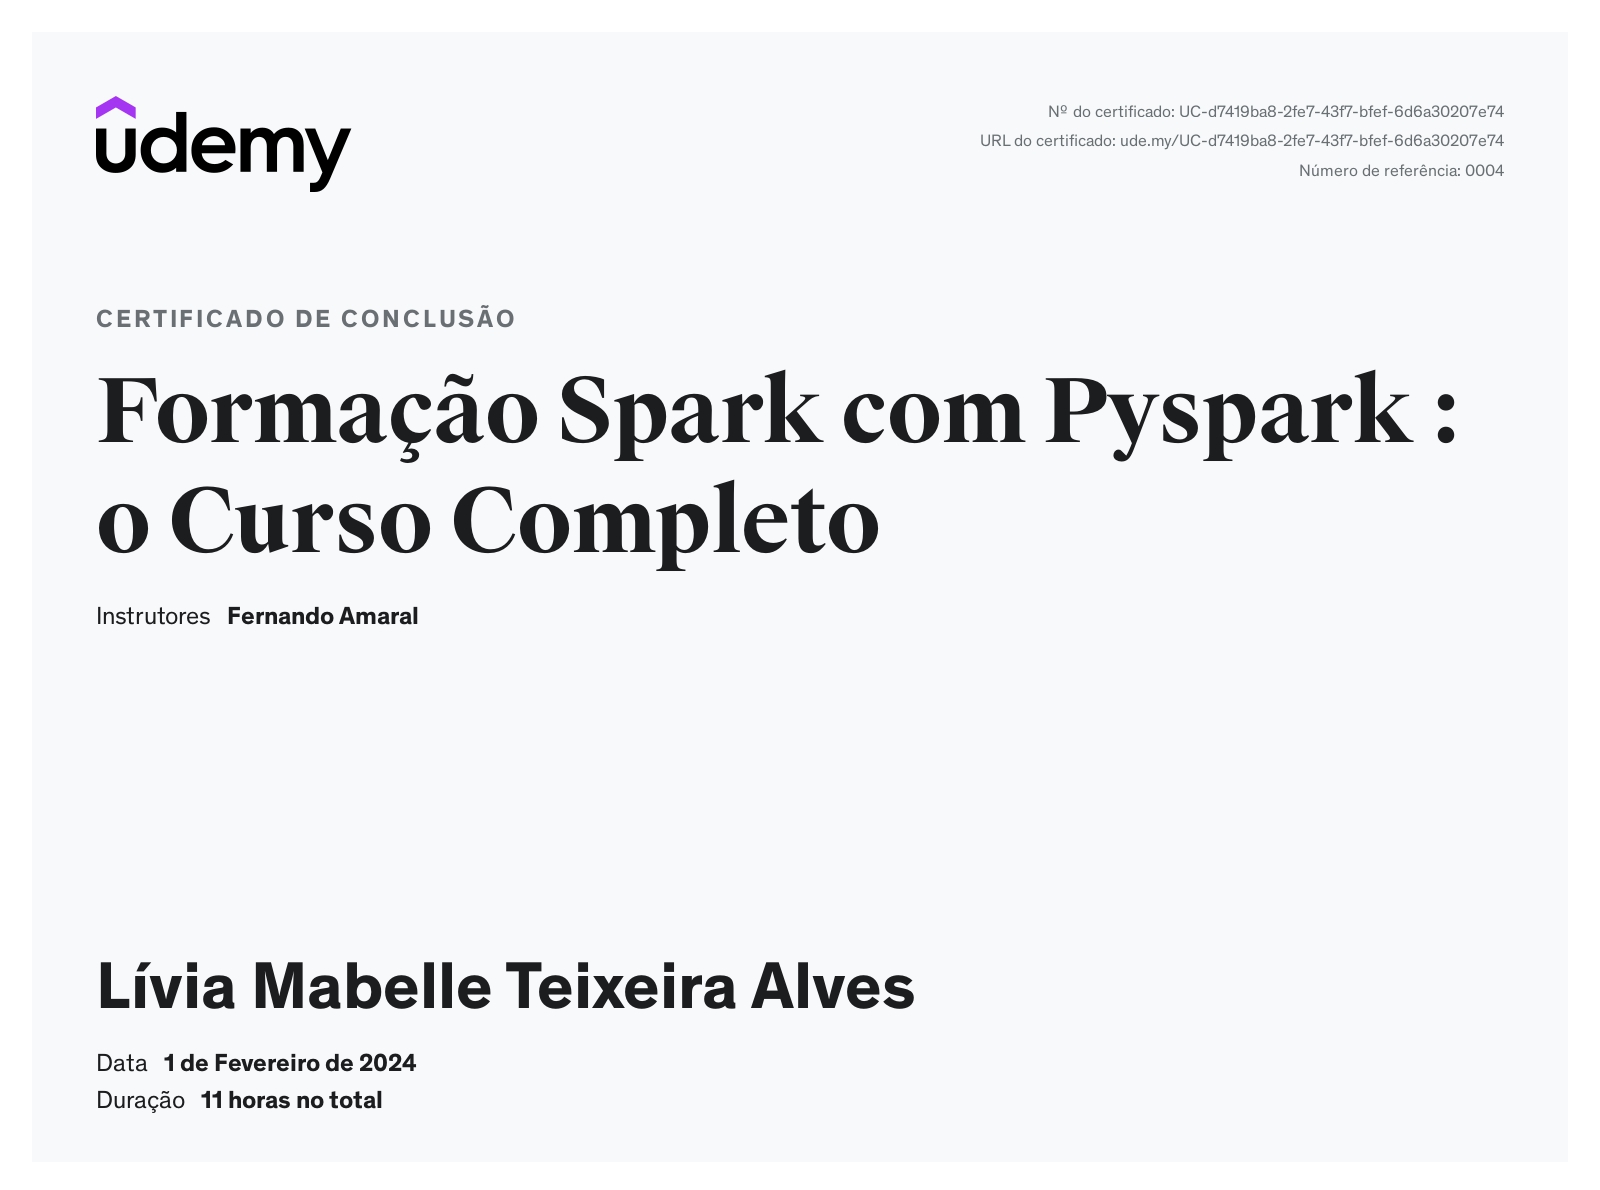 udemy
Nº do certificado: UC-d7419ba8-2fe7-43f7-bfef-6d6a30207e74
URL do certificado: ude.my/UC-d7419ba8-2fe7-43f7-bfef-6d6a30207e74
Número de referência: 0004
CERTIFICADO DE CONCLUSÃO
Formação Spark com Pyspark :
o Curso Completo
Instrutores Fernando Amaral
Lívia Mabelle Teixeira Alves
Data 1 de Fevereiro de 2024
Duração 11 horas no total